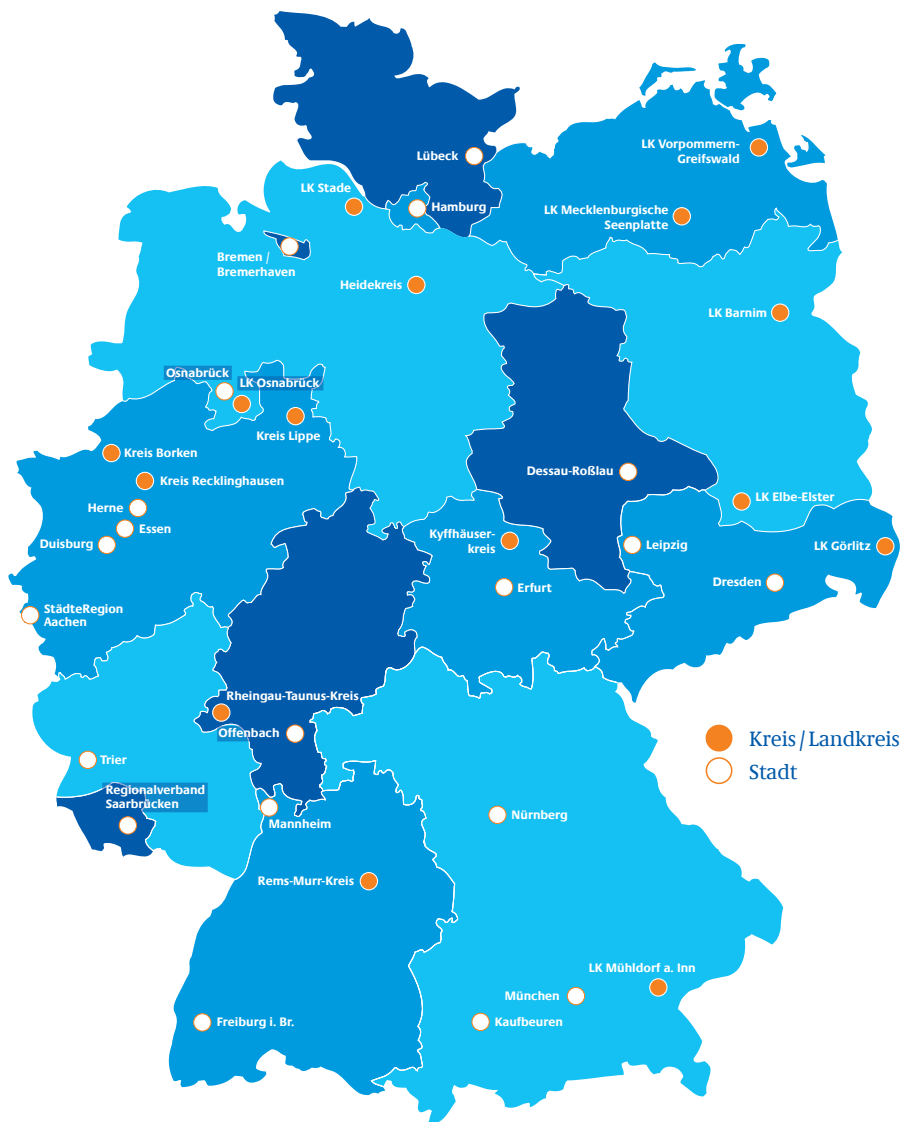 LK Vorpommern-
Greifswald
Lübeck
LK Stade
Hamburg
LK Mecklenburgische
Seenplatte
Bremen /
Bremerhaven
Heidekreis
LK Barnim
Osnabrück
LK Osnabrück
Kreis Lippe
Kreis Borken
Kreis Recklinghausen
Dessau-Roßlau
LK Elbe-Elster
Herne
Essen
Duisburg
Kyffhäuser-
kreis
Leipzig
LK Görlitz
Erfurt
Dresden
StädteRegion
Aachen
Rheingau-Taunus-Kreis
Offenbach
Kreis / Landkreis
Stadt
Trier
Regionalverband
Saarbrücken
Mannheim
Nürnberg
Rems-Murr-Kreis
LK Mühldorf a. Inn
München
Freiburg i. Br.
Kaufbeuren